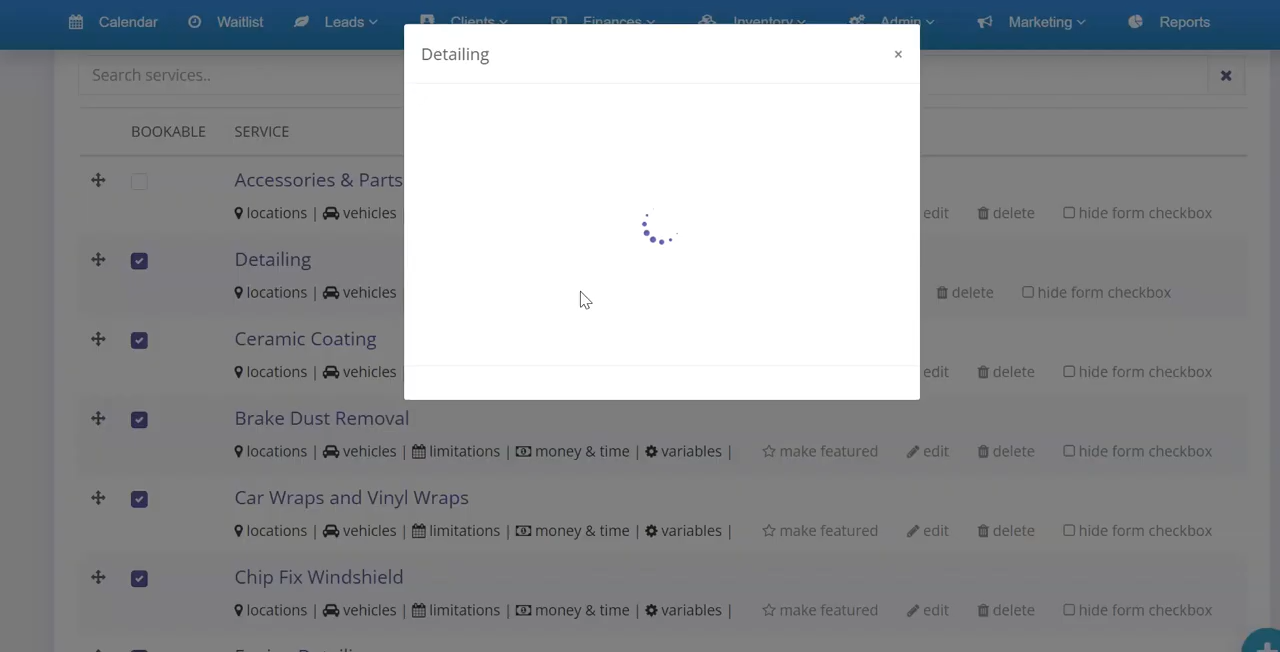 Calendar Waitlist Leads Clients Finances Inventory Admin Marketing Reports
Detailing ×
Search services..
BOOKABLE SERVICE
Accessories & Parts
locations | vehicles edit delete hide form checkbox
Detailing
locations | vehicles delete hide form checkbox
Ceramic Coating
locations | vehicles edit delete hide form checkbox
Brake Dust Removal
locations | vehicles | limitations | money & time | variables | make featured edit delete hide form checkbox
Car Wraps and Vinyl Wraps
locations | vehicles | limitations | money & time | variables | make featured edit delete hide form checkbox
Chip Fix Windshield
locations | vehicles | limitations | money & time | variables | make featured edit delete hide form checkbox